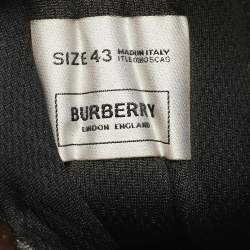 SIZE 43 MADE IN ITALY
BURBERRY
LONDON ENGLAND